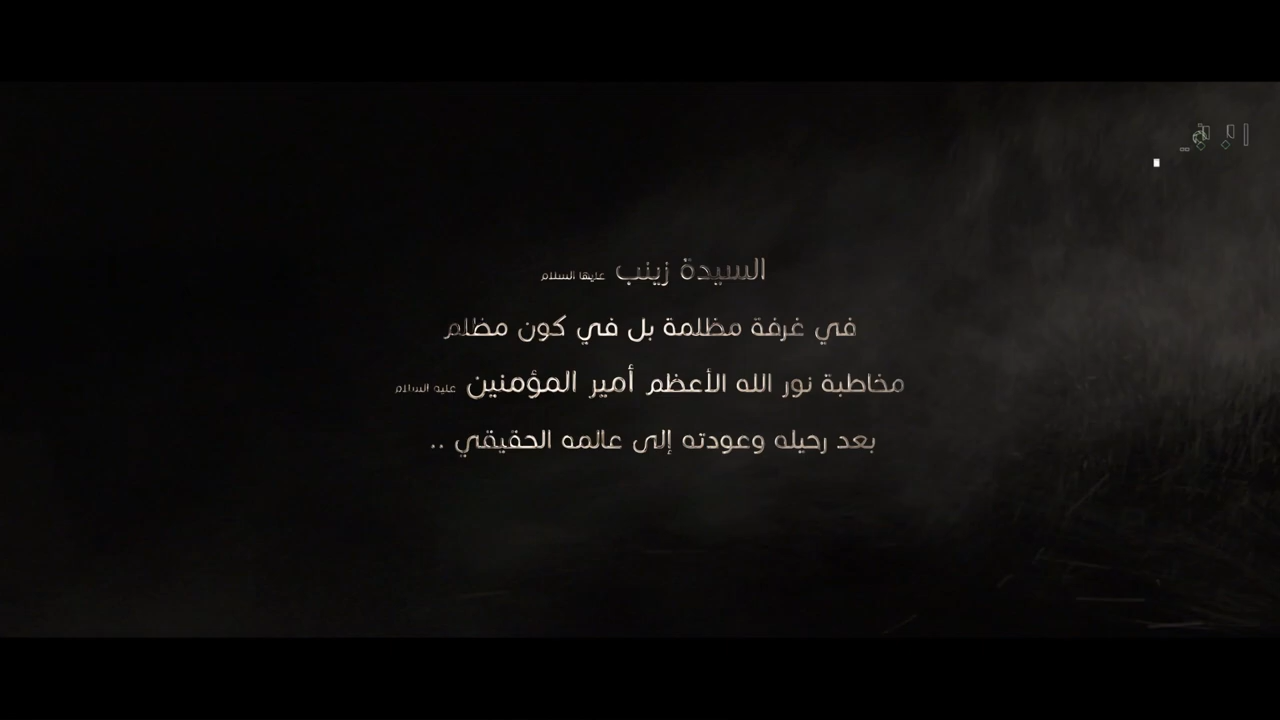 السيدة زينب عليها السلام
في غرفة مظلمة بل في كون مظلم
مخاطبة نور الله الأعظم أمير المؤمنين عليه السلام
بعد رحيله وعودته إلى عالمه الحقيقي ..